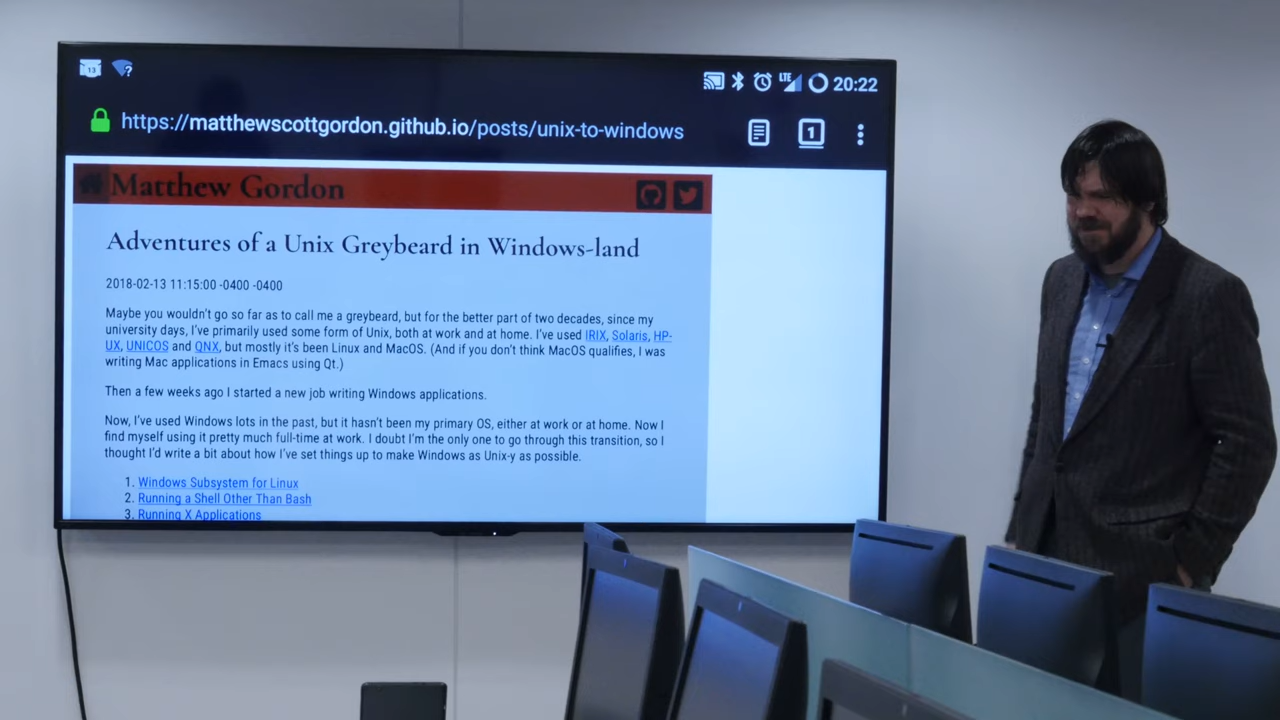 13
?
LTE
20:22
https://matthewscottgordon.github.io/posts/unix-to-windows
1
Matthew Gordon
Adventures of a Unix Greybeard in Windows-land
2018-02-13 11:15:00 -0400 -0400
Maybe you wouldn't go so far as to call me a greybeard, but for the better part of two decades, since my
university days, I've primarily used some form of Unix, both at work and at home. I've used IRIX, Solaris, HP-
UX, UNICOS and QNX, but mostly it's been Linux and MacOS. (And if you don't think MacOS qualifies, I was
writing Mac applications in Emacs using Qt.)
Then a few weeks ago I started a new job writing Windows applications.
Now, I've used Windows lots in the past, but it hasn't been my primary OS, either at work or at home. Now I
find myself using it pretty much full-time at work. I doubt I'm the only one to go through this transition, so I
thought I'd write a bit about how I've set things up to make Windows as Unix-y as possible.
1. Windows Subsystem for Linux
2. Running a Shell Other Than Bash
3. Running X Applications